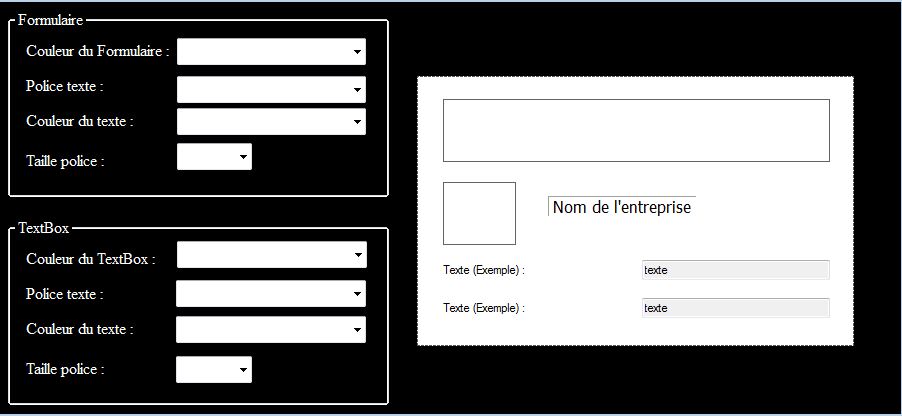 Formulaire
Couleur du Formulaire :
Police texte :
Couleur du texte :
Taille police :
TextBox
Couleur du TextBox :
Police texte :
Couleur du texte :
Taille police :
Nom de l'entreprise
Texte (Exemple) : texte
Texte (Exemple) : texte